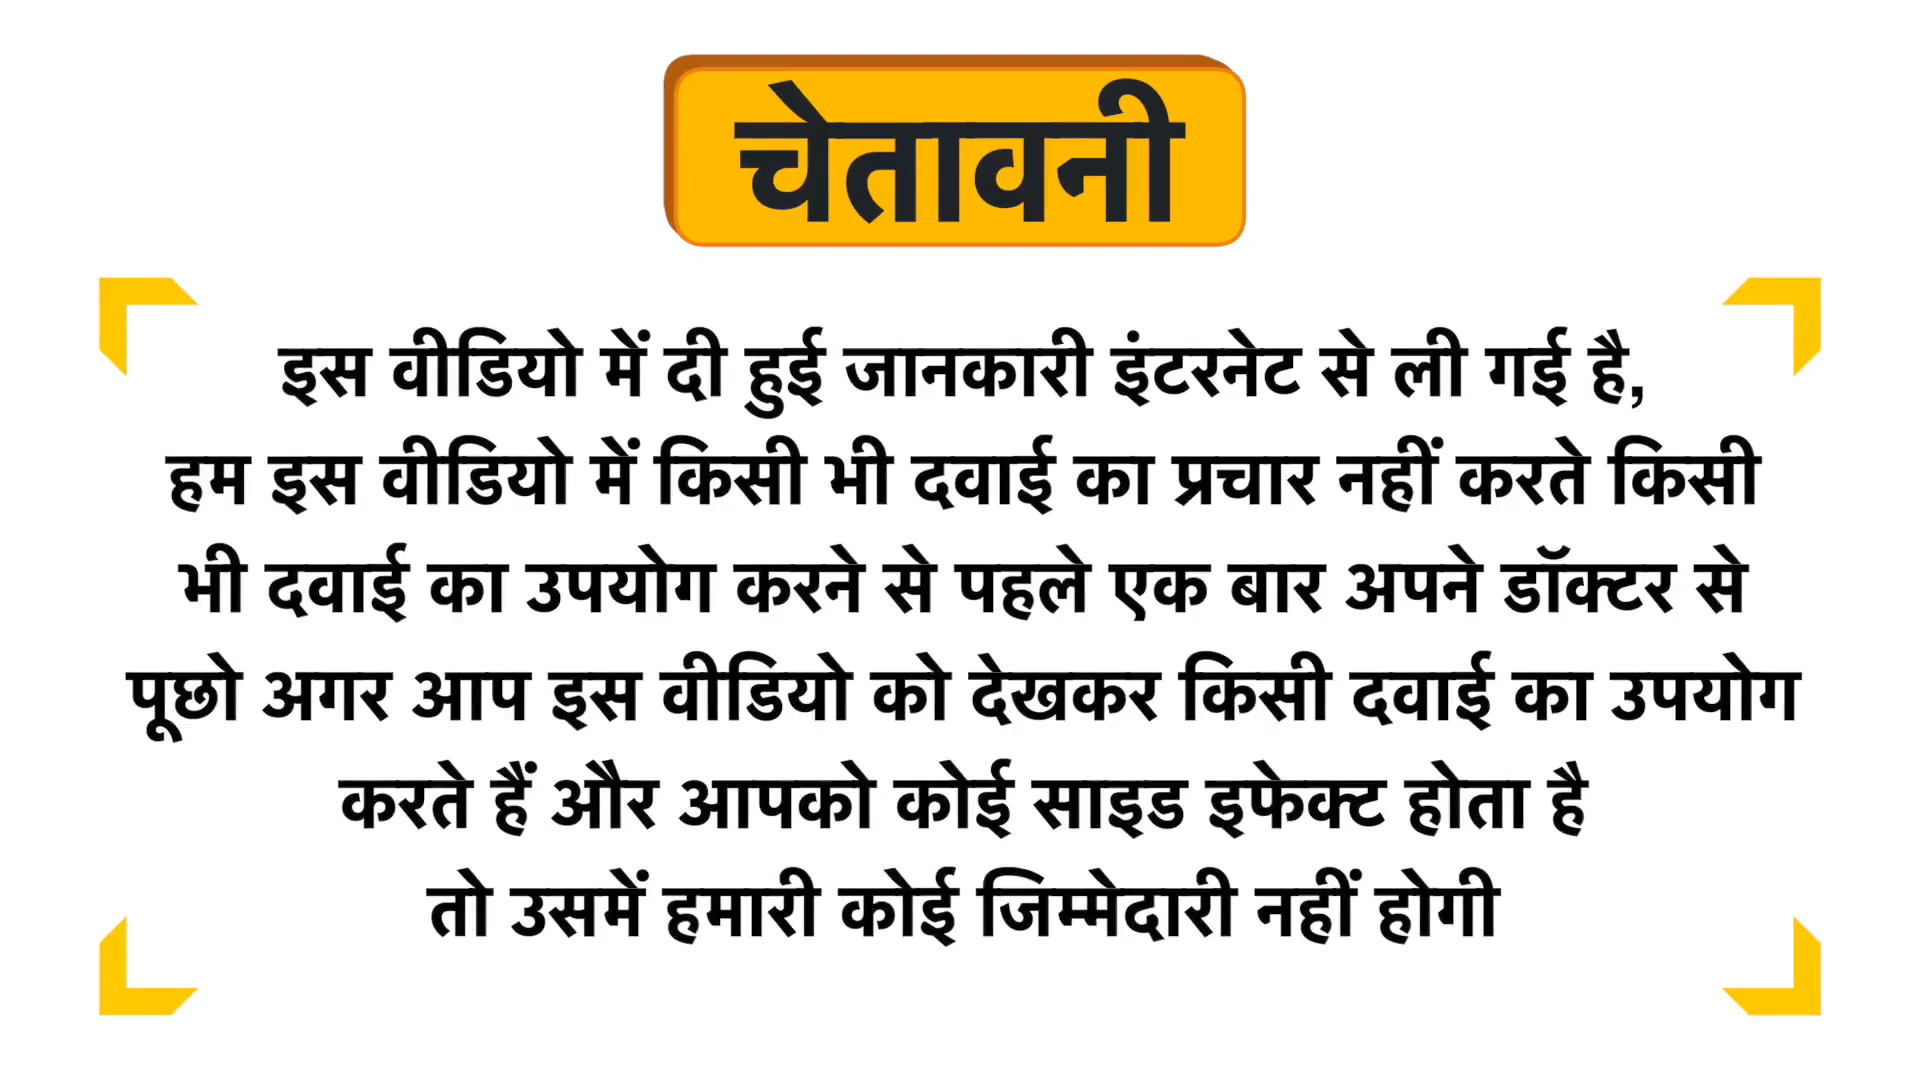 चेतावनी
इस वीडियो में दी हुई जानकारी इंटरनेट से ली गई है,
हम इस वीडियो में किसी भी दवाई का प्रचार नहीं करते किसी
भी दवाई का उपयोग करने से पहले एक बार अपने डॉक्टर से
पूछो अगर आप इस वीडियो को देखकर किसी दवाई का उपयोग
करते हैं और आपको कोई साइड इफेक्ट होता है
तो उसमें हमारी कोई जिम्मेदारी नहीं होगी